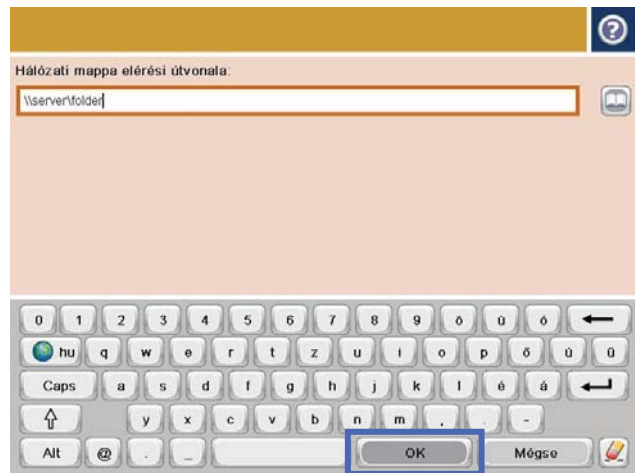 ?
Hálózati mappa elérési útvonala:
\\server\folder
0 1 2 3 4 5 6 7 8 9 ö ü ó
hu q w e r t z u i o p ő ú ű
Caps a s d f g h j k l é á
y x c v b n m , . -
Alt @ . _ OK Mégse